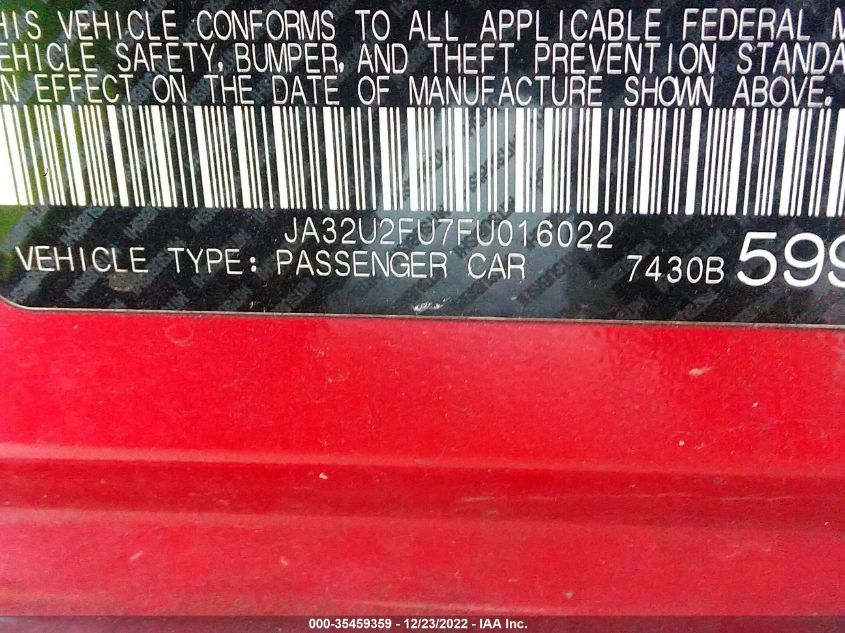 HIS VEHICLE CONFORMS TO ALL APPLICABLE FEDERAL M
EHICLE SAFETY, BUMPER, AND THEFT PREVENTION STANDA
N EFFECT ON THE DATE OF MANUFACTURE SHOWN ABOVE.
JA32U2FU7FU016022
VEHICLE TYPE: PASSENGER CAR 7430B 599
000-35459359 - 12/23/2022 - IAA Inc.